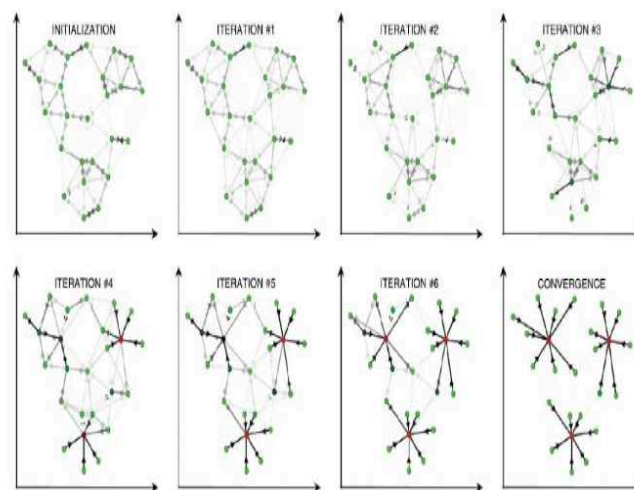 INITIALIZATION
ITERATION #1
ITERATION #2
ITERATION #3
ITERATION #4
ITERATION #5
ITERATION #6
CONVERGENCE